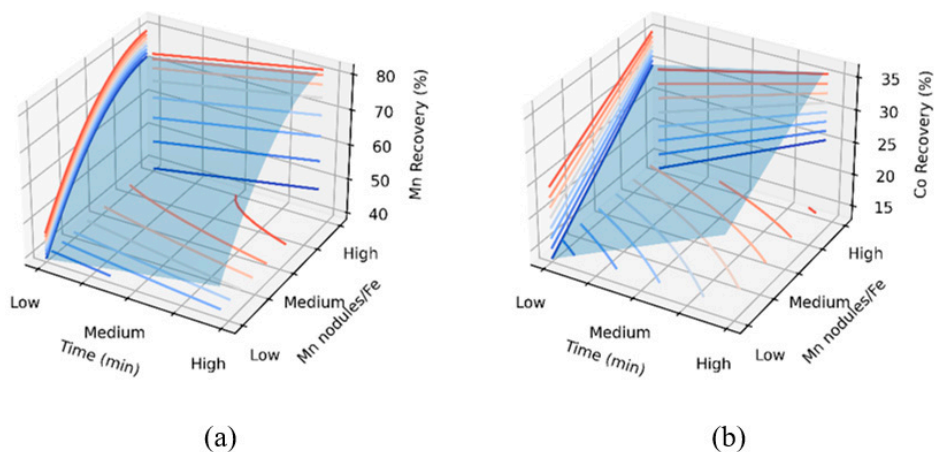 80
70
60
50
40
Mn Recovery (%)
Low
Medium
High
Time (min)
Low
Medium
High
Mn nodules/Fe
(a)
35
30
25
20
15
Co Recovery (%)
Low
Medium
High
Time (min)
Low
Medium
High
Mn nodules/Fe
(b)